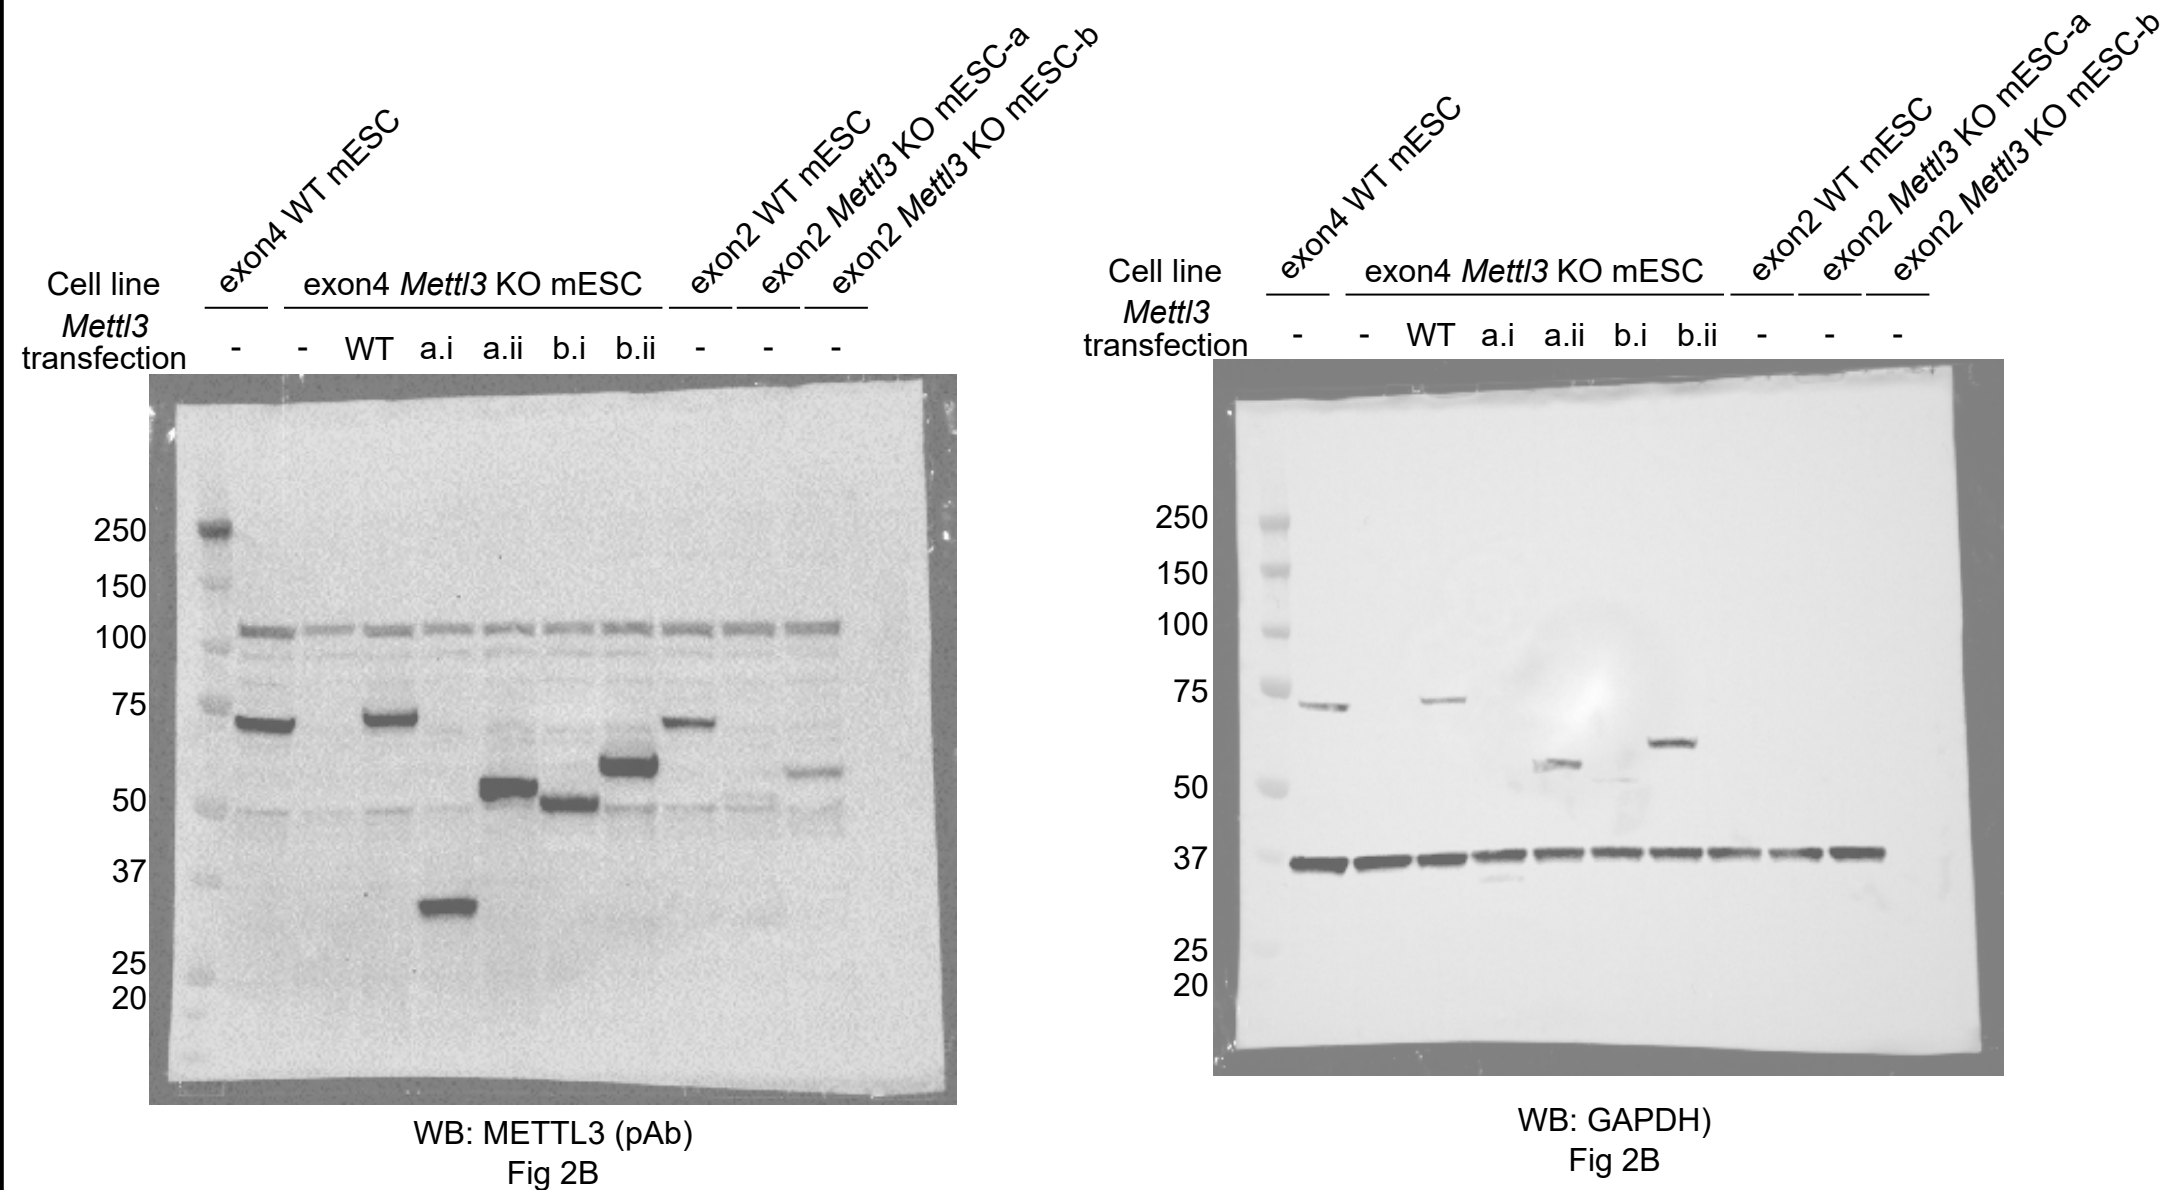 exon4 WT mESC
exon2 WT mESC
exon2 Mettl3 KO mESC-a
exon2 Mettl3 KO mESC-b
Cell line
exon4 Mettl3 KO mESC
Mettl3
transfection
- - WT a.i a.ii b.i b.ii - - -
250
150
100
75
50
37
25
20
WB: METTL3 (pAb)
Fig 2B
exon4 WT mESC
exon2 WT mESC
exon2 Mettl3 KO mESC-a
exon2 Mettl3 KO mESC-b
Cell line
exon4 Mettl3 KO mESC
Mettl3
transfection
- - WT a.i a.ii b.i b.ii - - -
250
150
100
75
50
37
25
20
WB: GAPDH)
Fig 2B